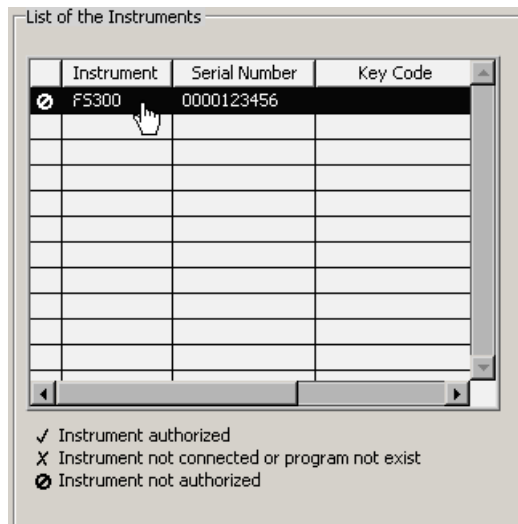 List of the Instruments
Instrument Serial Number Key Code
FS300 0000123456
✓ Instrument authorized
X Instrument not connected or program not exist
⊘ Instrument not authorized